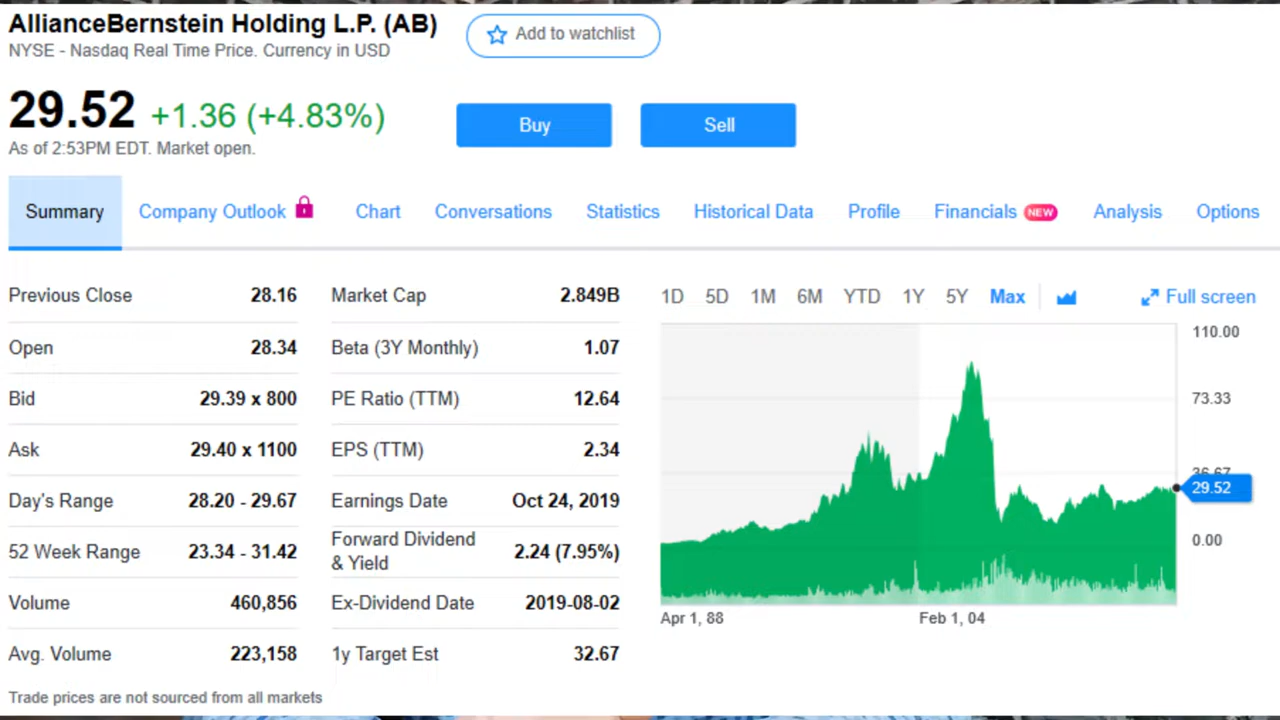 AllianceBernstein Holding L.P. (AB)
Add to watchlist
NYSE - Nasdaq Real Time Price. Currency in USD
29.52 +1.36 (+4.83%)
As of 2:53PM EDT. Market open.
Buy
Sell
Summary
Company Outlook
Chart
Conversations
Statistics
Historical Data
Profile
Financials NEW
Analysis
Options
Previous Close 28.16
Open 28.34
Bid 29.39 x 800
Ask 29.40 x 1100
Day's Range 28.20 - 29.67
52 Week Range 23.34 - 31.42
Volume 460,856
Avg. Volume 223,158
Market Cap 2.849B
Beta (3Y Monthly) 1.07
PE Ratio (TTM) 12.64
EPS (TTM) 2.34
Earnings Date Oct 24, 2019
Forward Dividend
& Yield 2.24 (7.95%)
Ex-Dividend Date 2019-08-02
1y Target Est 32.67
1D 5D 1M 6M YTD 1Y 5Y Max
Full screen
110.00
73.33
36.67
29.52
0.00
Apr 1, 88
Feb 1, 04
Trade prices are not sourced from all markets